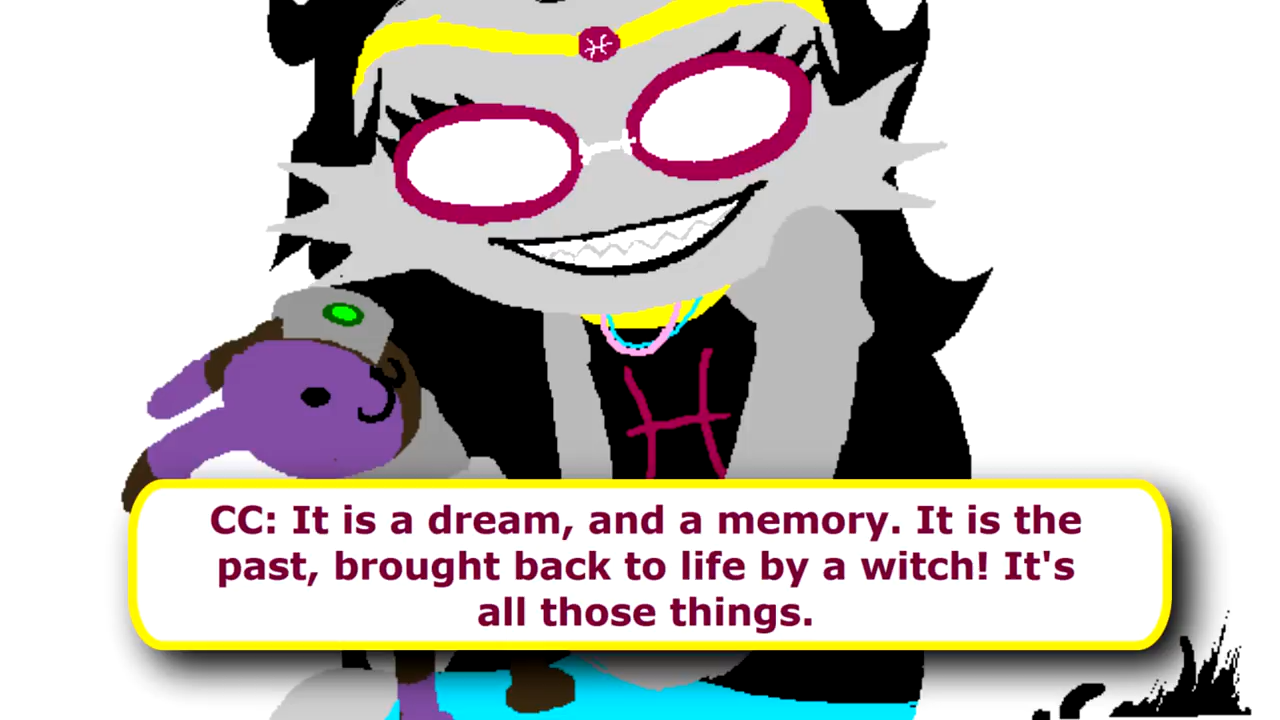 CC: It is a dream, and a memory. It is the
past, brought back to life by a witch! It's
all those things.